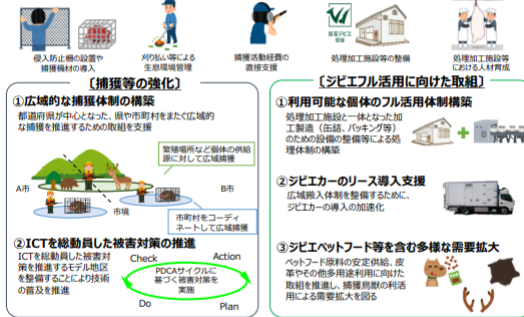 侵入防止柵の設置や
捕獲機材の導入
刈り払い等による
生息環境管理
捕獲活動経費の
直接支援
処理加工施設等の整備
処理加工施設等
における人材育成
〔捕獲等の強化〕
①広域的な捕獲体制の構築
都道府県が中心となった、県や市町村をまたぐ広域的
な捕獲を推進するための取組を支援
繁殖場所など個体の供給
源に対して広域捕獲
A市
B市
市境
市町村をコーディ
ネートして広域捕獲
②ICTを総動員した被害対策の推進
ICTを総動員した被害対
策を推進するモデル地区
を整備することにより技術
の普及を推進
Check
Action
PDCAサイクルに
基づく被害対策を
実施
Do
Plan
〔ジビエフル活用に向けた取組〕
①利用可能な個体のフル活用体制構築
処理加工施設と一体となった加
工製造(缶詰、パッキング等)
のための設備の整備等による処
理体制の構築
②ジビエカーのリース導入支援
広域搬入体制を整備するために、
ジビエカーの導入の加速化
③ジビエペットフード等を含む多様な需要拡大
ペットフード原料の安定供給、皮
革やその他多用途利用に向けた
取組を推進し、捕獲鳥獣の利活
用による需要拡大を図る